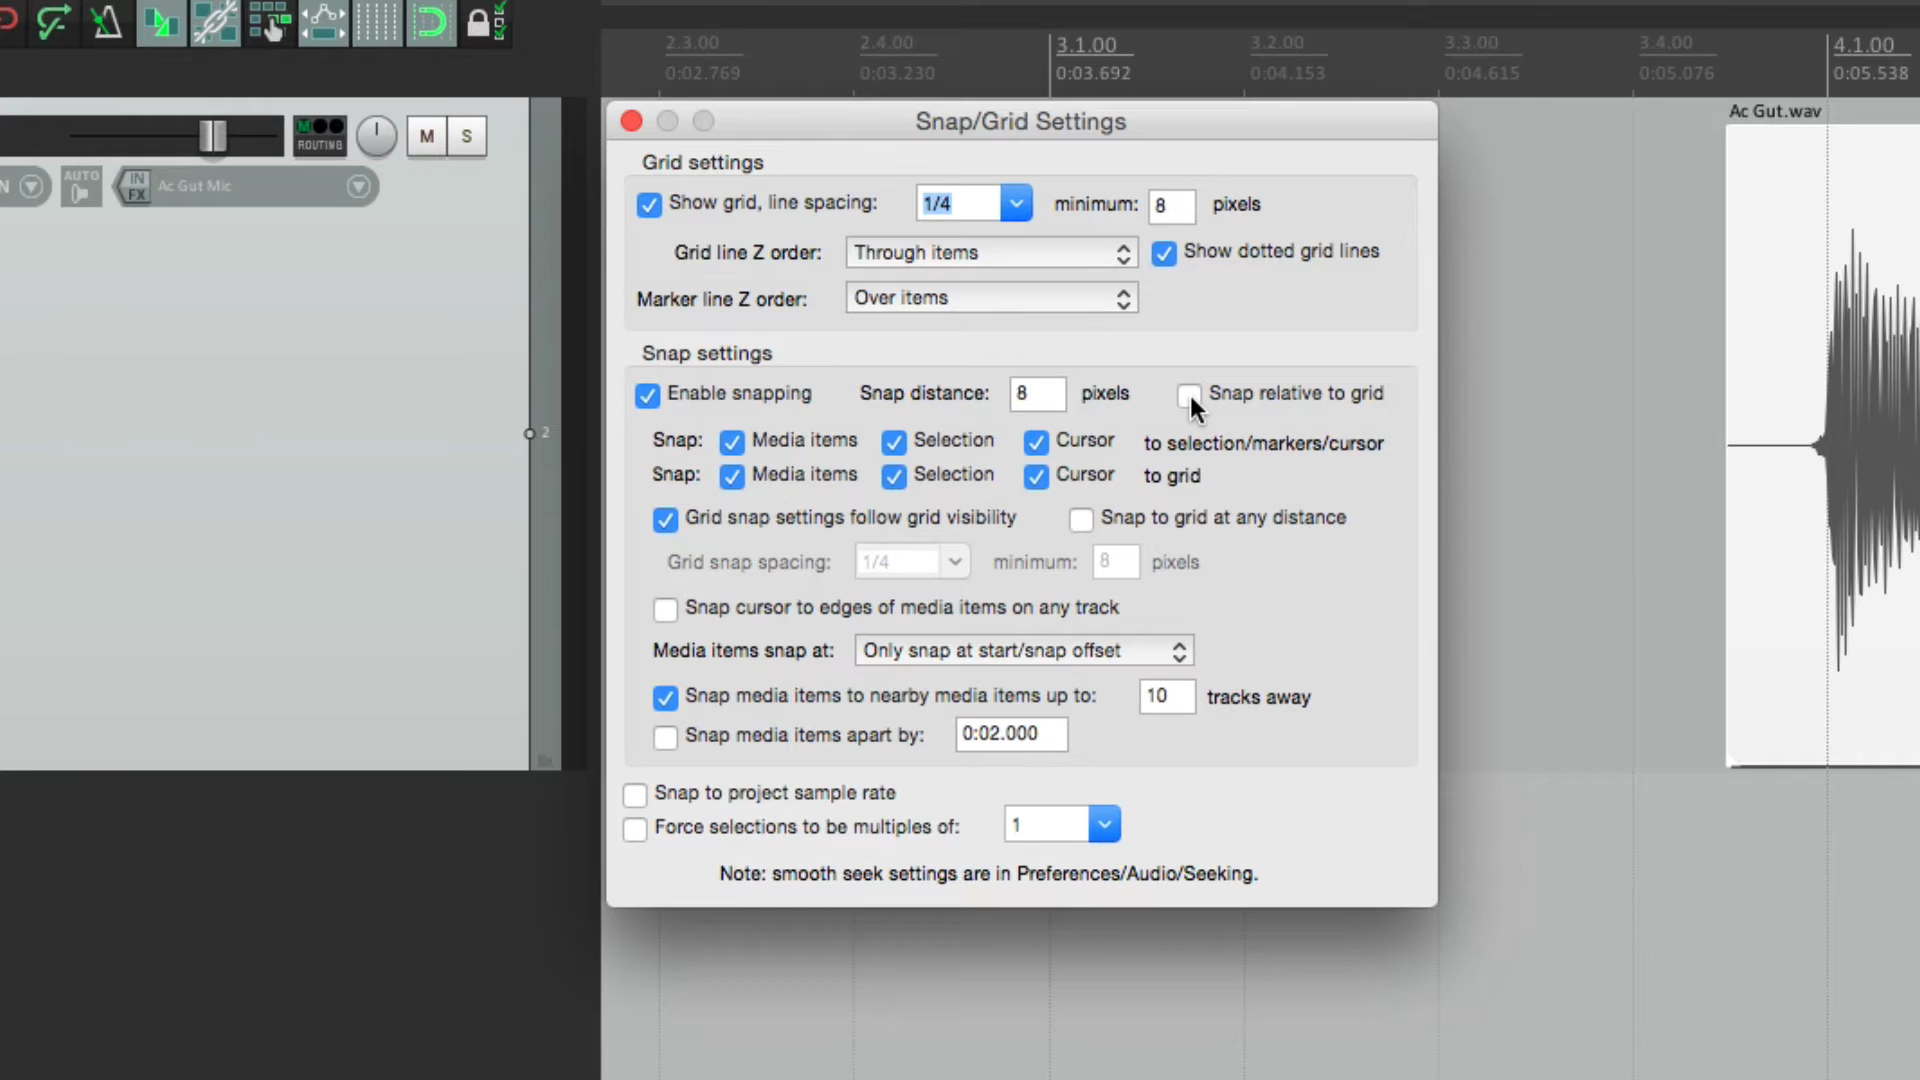 2.3.00 2.4.00 3.1.00 3.2.00 3.3.00 3.4.00 4.1.00
0:02.769 0:03.230 0:03.692 0:04.153 0:04.615 0:05.076 0:05.538
Ac Gut.wav
M
ROUTING
M S
N
AUTO
IN
FX
Ac Gut Mic
2
Snap/Grid Settings
Grid settings
Show grid, line spacing: 1/4 minimum: 8 pixels
Grid line Z order: Through items Show dotted grid lines
Marker line Z order: Over items
Snap settings
Enable snapping Snap distance: 8 pixels Snap relative to grid
Snap: Media items Selection Cursor to selection/markers/cursor
Snap: Media items Selection Cursor to grid
Grid snap settings follow grid visibility Snap to grid at any distance
Grid snap spacing: 1/4 minimum: 8 pixels
Snap cursor to edges of media items on any track
Media items snap at: Only snap at start/snap offset
Snap media items to nearby media items up to: 10 tracks away
Snap media items apart by: 0:02.000
Snap to project sample rate
Force selections to be multiples of: 1
Note: smooth seek settings are in Preferences/Audio/Seeking.